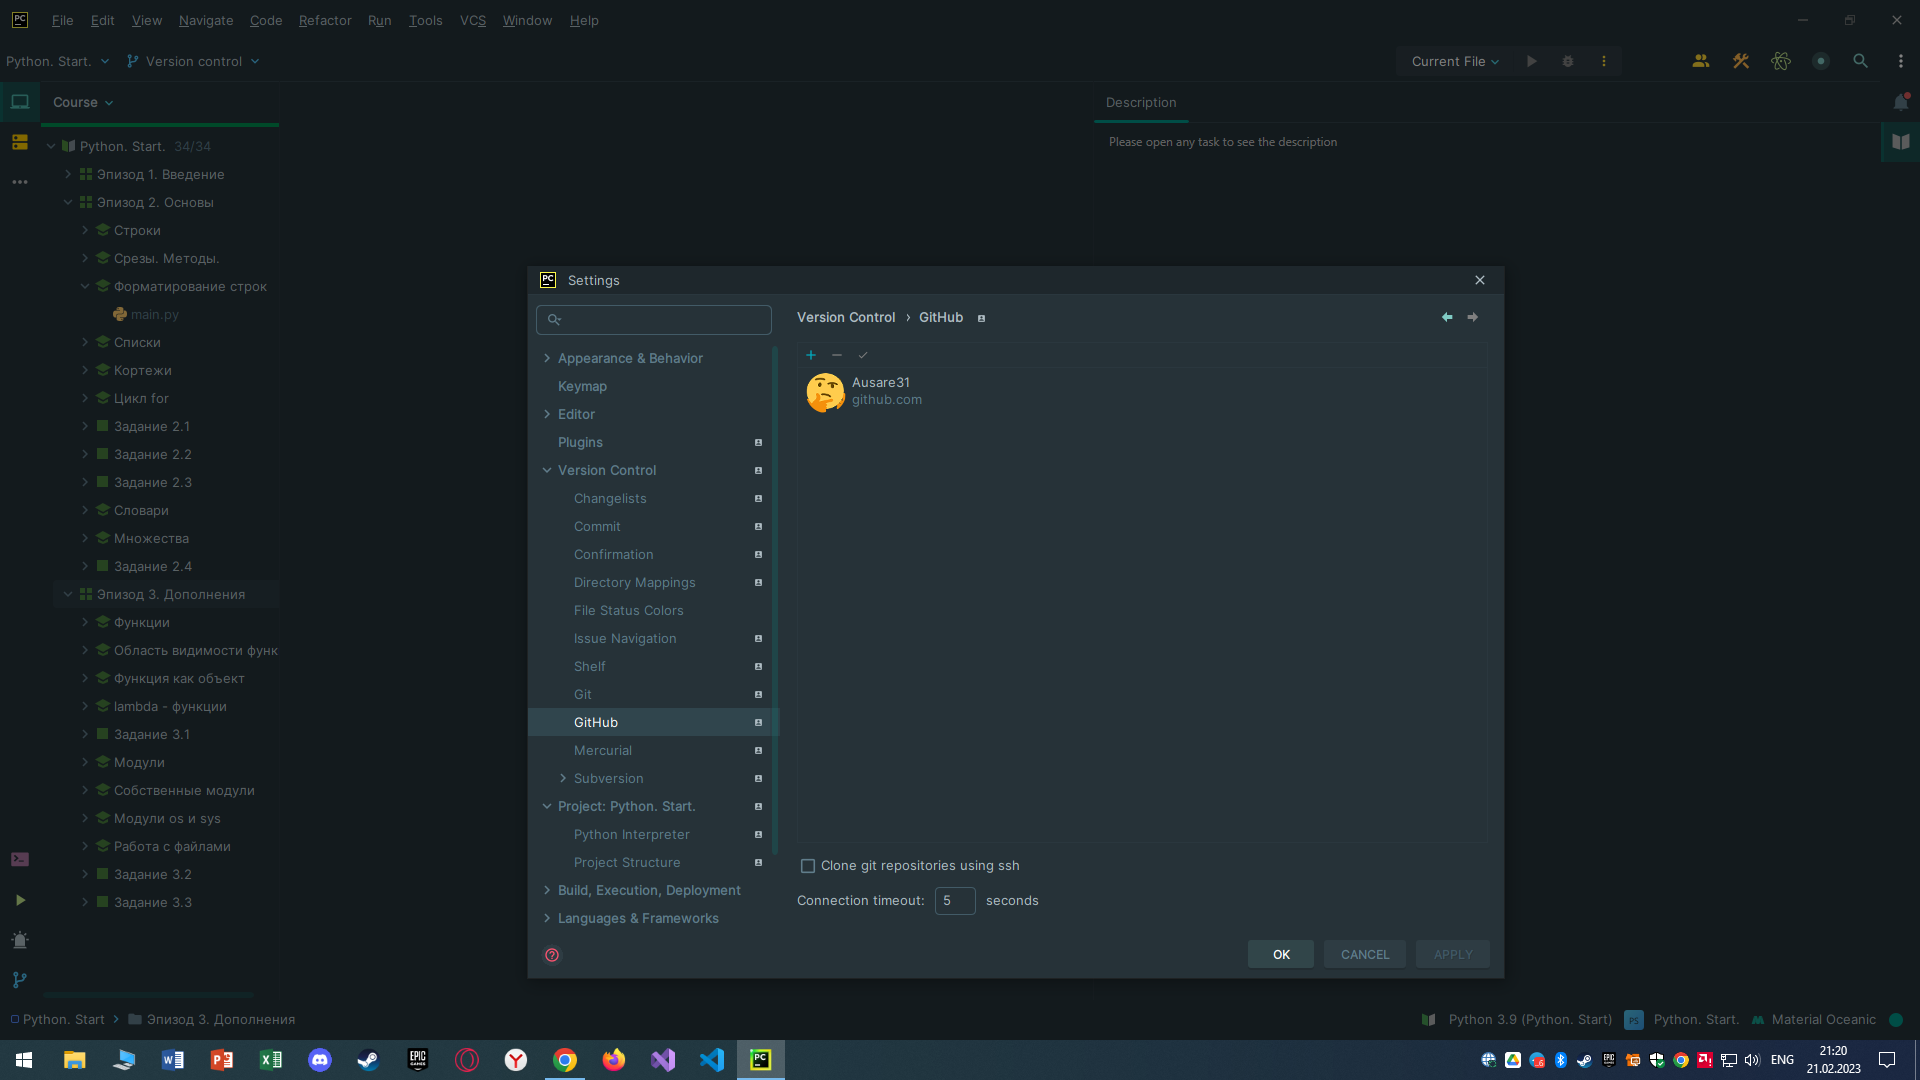 PC File Edit View Navigate Code Refactor Run Tools VCS Window Help
Python. Start. Version control Current File
Course
Python. Start. 34/34
Эпизод 1. Введение
Эпизод 2. Основы
Строки
Срезы. Методы.
Форматирование строк
main.py
Списки
Кортежи
Цикл for
Задание 2.1
Задание 2.2
Задание 2.3
Словари
Множества
Задание 2.4
Эпизод 3. Дополнения
Функции
Область видимости функ
Функция как объект
lambda - функции
Задание 3.1
Модули
Собственные модули
Модули os и sys
Работа с файлами
Задание 3.2
Задание 3.3
Description
Please open any task to see the description
PC Settings
Appearance & Behavior
Keymap
Editor
Plugins
Version Control
Changelists
Commit
Confirmation
Directory Mappings
File Status Colors
Issue Navigation
Shelf
Git
GitHub
Mercurial
Subversion
Project: Python. Start.
Python Interpreter
Project Structure
Build, Execution, Deployment
Languages & Frameworks
Version Control › GitHub
Ausare31
github.com
Clone git repositories using ssh
Connection timeout: 5 seconds
OK CANCEL APPLY
Python. Start Эпизод 3. Дополнения
Python 3.9 (Python. Start) PS Python. Start. Material Oceanic
EPIC GAMES
PC
ENG
21:20
21.02.2023